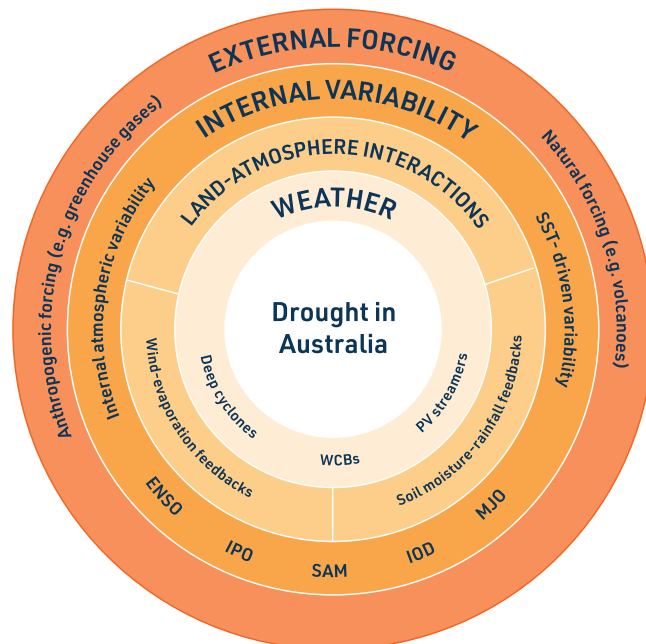 EXTERNAL FORCING
Anthropogenic forcing (e.g. greenhouse gases)
Natural forcing (e.g. volcanoes)
INTERNAL VARIABILITY
Internal atmospheric variability
SST- driven variability
ENSO
IPO
SAM
IOD
MJO
LAND-ATMOSPHERE INTERACTIONS
Wind-evaporation feedbacks
Soil moisture-rainfall feedbacks
WEATHER
Deep cyclones
WCBs
PV streamers
Drought in
Australia